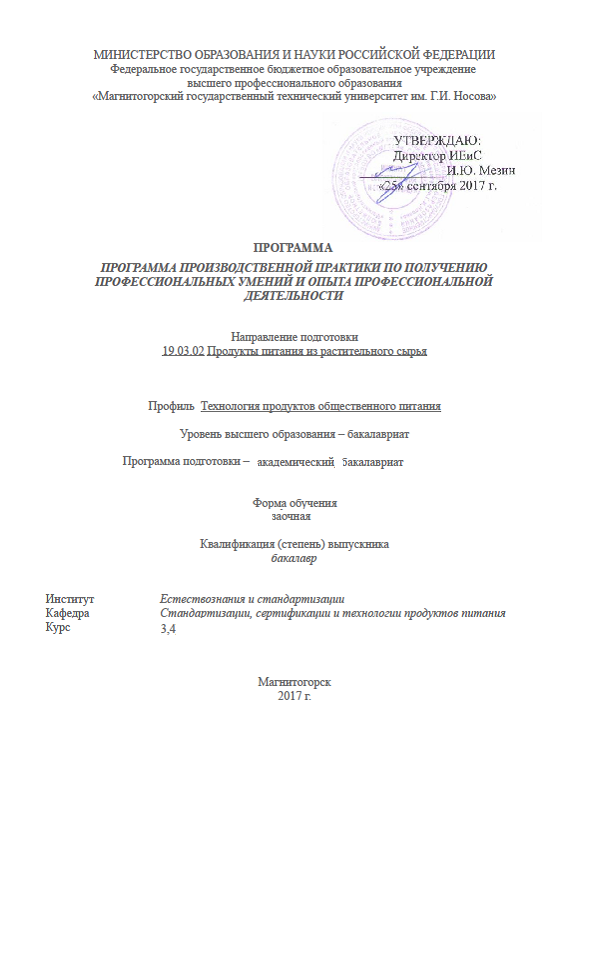 МИНИСТЕРСТВО ОБРАЗОВАНИЯ И НАУКИ РОССИЙСКОЙ ФЕДЕРАЦИИ
Федеральное государственное бюджетное образовательное учреждение
высшего профессионального образования
«Магнитогорский государственный технический университет им. Г.И. Носова»
УТВЕРЖДАЮ:
Директор ИЕиС
И.Ю. Мезин
«25» сентября 2017 г.
ПРОГРАММА
ПРОГРАММА ПРОИЗВОДСТВЕННОЙ ПРАКТИКИ ПО ПОЛУЧЕНИЮ
ПРОФЕССИОНАЛЬНЫХ УМЕНИЙ И ОПЫТА ПРОФЕССИОНАЛЬНОЙ
ДЕЯТЕЛЬНОСТИ
Направление подготовки
19.03.02 Продукты питания из растительного сырья
Профиль Технология продуктов общественного питания
Уровень высшего образования – бакалавриат
Программа подготовки – академический бакалавриат
Форма обучения
заочная
Квалификация (степень) выпускника
бакалавр
Институт Естествознания и стандартизации
Кафедра Стандартизации, сертификации и технологии продуктов питания
Курс 3,4
Магнитогорск
2017 г.